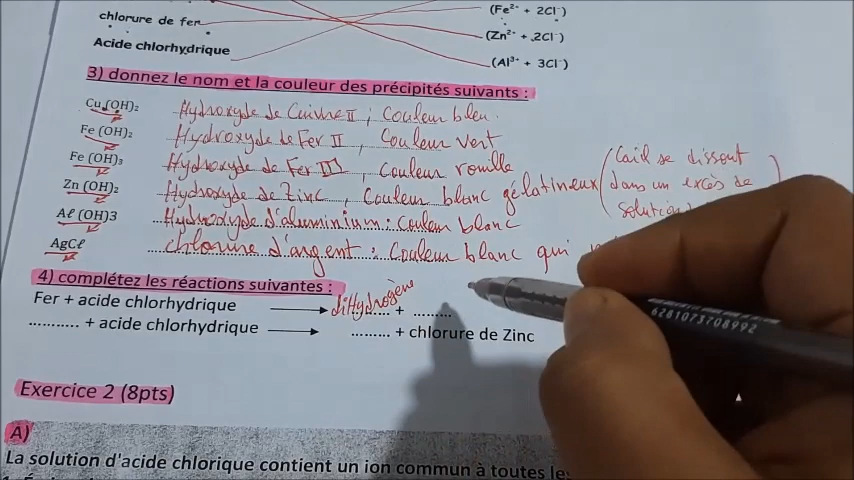 chlorure de fer
(Fe²⁺ + 2Cl⁻)
(Zn²⁺ + 2Cl⁻)
Acide chlorhydrique
(Al³⁺ + 3Cl⁻)
3) donnez le nom et la couleur des précipités suivants :
Cu (OH)₂ Hydroxyde de Cuivre II ; Couleur bleu.
Fe (OH)₂ Hydroxyde de Fer II , Couleur vert
Fe (OH)₃ Hydroxyde de Fer III , Couleur rouille
Zn (OH)₂ Hydroxyde de Zinc , Couleur blanc gélatineux (Caril se dissout dans un excès de solution
Aℓ (OH)3 Hydroxyde d'aluminium : Couleur blanc
AgCℓ chlorure d'argent : Couleur blanc qui
4) complétez les réactions suivantes :
Fer + acide chlorhydrique → diHydrogène + ........
........... + acide chlorhydrique → ......... + chlorure de Zinc
Exercice 2 (8pts)
A)
La solution d'acide chlorique contient un ion commun à toutes les